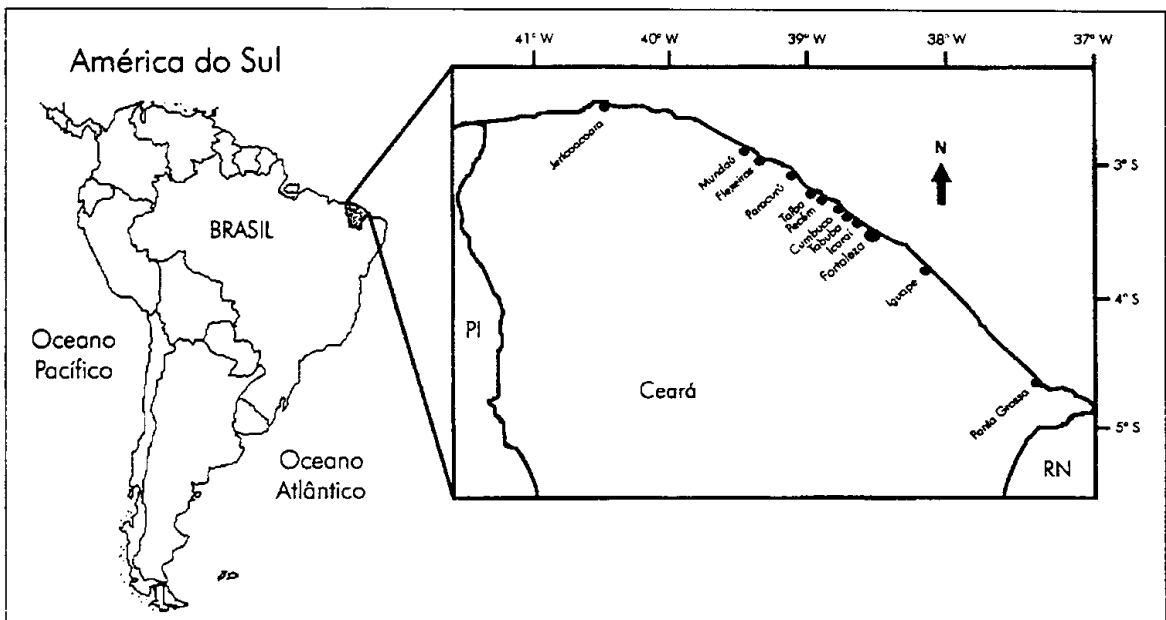 América do Sul
BRASIL
Oceano
Pacífico
Oceano
Atlântico
41° W
40° W
39° W
38° W
37° W
N
3° S
4° S
5° S
Jericoacoara
Mundaú
Flexeiras
Paracurú
Taíba
Pecém
Cumbuco
Tabuba
Icaraí
Fortaleza
Iguape
Ponta Grossa
PI
Ceará
RN